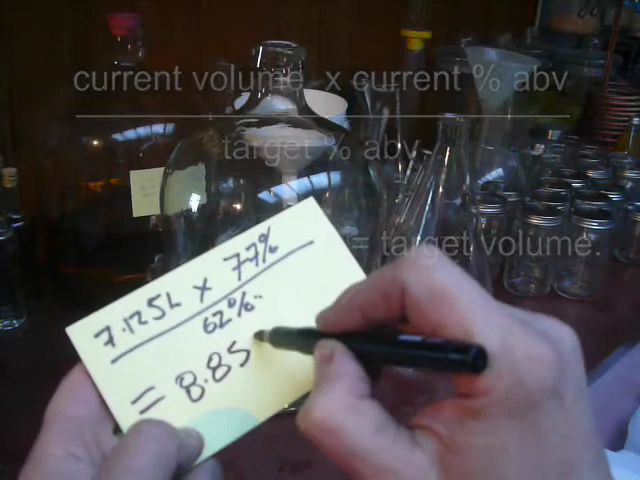 current volume x current % abv
target % abv
= target volume.
7.125L x 77%
62%
= 8.85